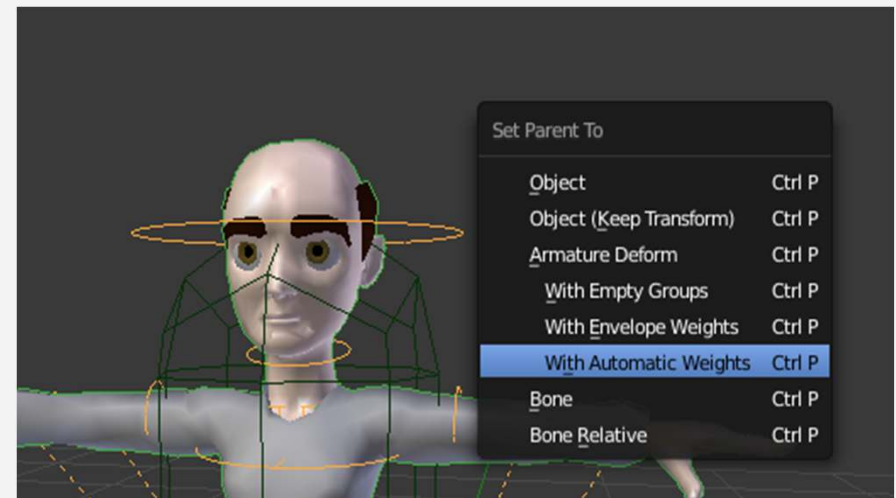 Set Parent To
Object Ctrl P
Object (Keep Transform) Ctrl P
Armature Deform Ctrl P
With Empty Groups Ctrl P
With Envelope Weights Ctrl P
With Automatic Weights Ctrl P
Bone Ctrl P
Bone Relative Ctrl P